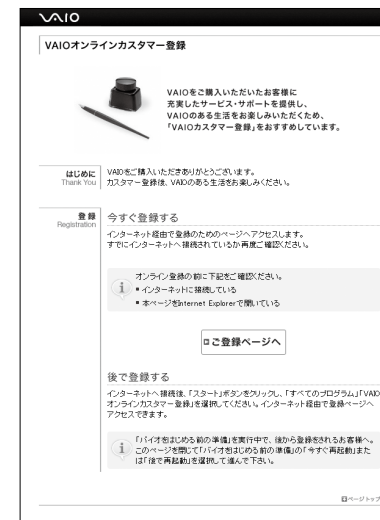 VAIO
VAIOオンラインカスタマー登録
VAIOをご購入いただいたお客様に
充実したサービス・サポートを提供し、
VAIOのある生活をお楽しみいただくため、
「VAIOカスタマー登録」をおすすめしています。
はじめに
Thank You
VAIOをご購入いただきありがとうございます。
カスタマー登録後、VAIOのある生活をお楽しみください。
登録
Registration
今すぐ登録する
インターネット経由で登録のためのページへアクセスします。
すでにインターネットへ接続されているか再度ご確認ください。
オンライン登録の前に下記をご確認ください。
インターネットに接続している
本ページをInternet Explorerで開いている
ご登録ページへ
後で登録する
インターネットへ接続後、「スタート」ボタンをクリックし、「すべてのプログラム」「VAIO
オンラインカスタマー登録」を選択してください。インターネット経由で登録ページへ
アクセスできます。
「バイオをはじめる前の準備」を実行中で、後から登録をされるお客様へ。
このページを閉じて「バイオをはじめる前の準備」の「今すぐ再起動」また
は「後で再起動」を選択して進んで下さい。
ページトップ